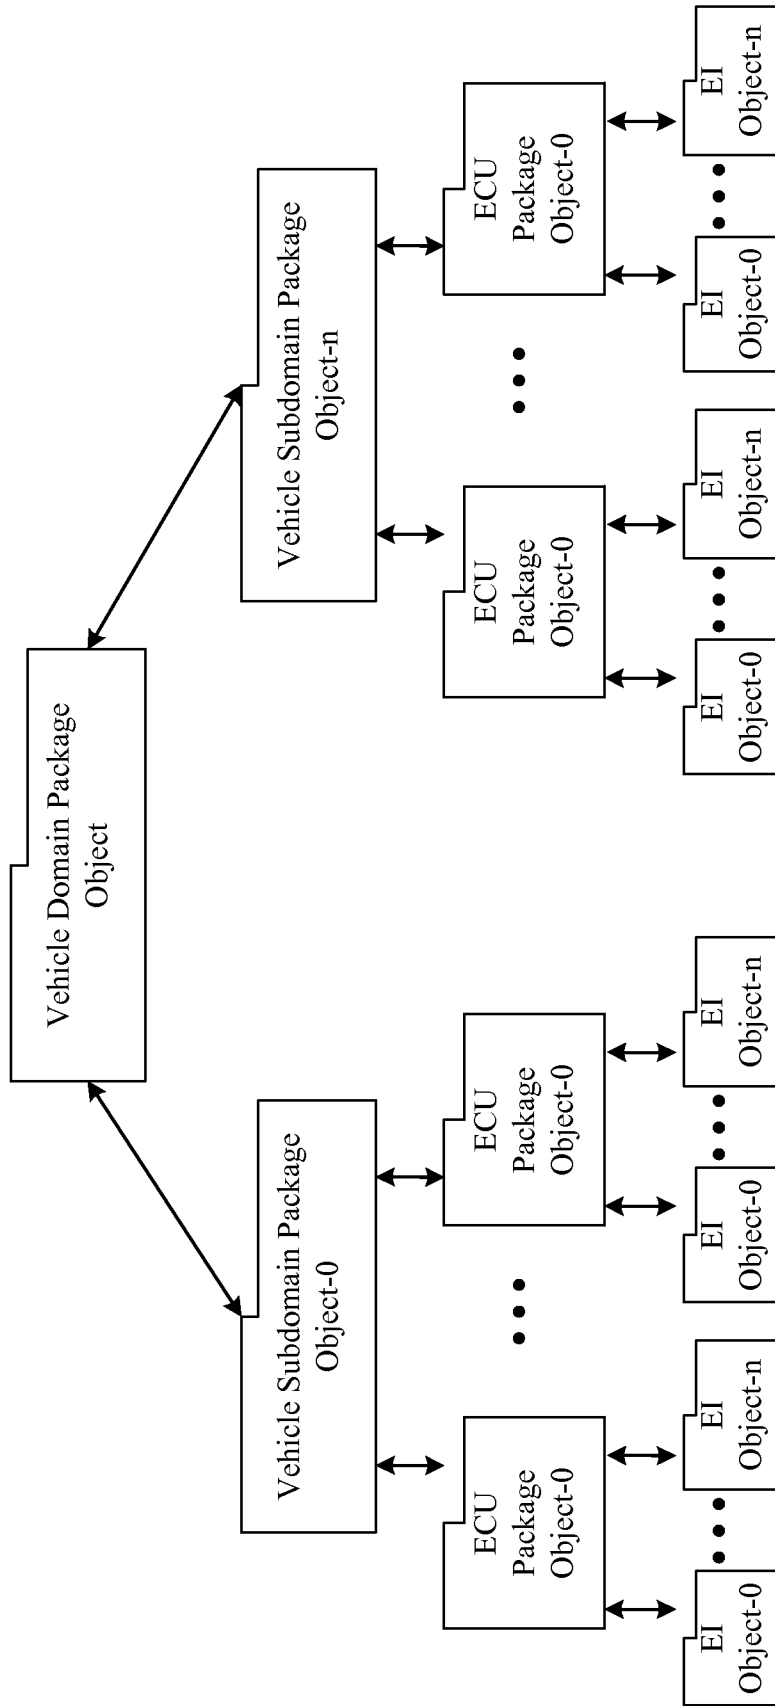 Vehicle Domain Package
Object
Vehicle Subdomain Package
Object-0
Vehicle Subdomain Package
Object-n
ECU
Package
Object-0
ECU
Package
Object-0
ECU
Package
Object-0
ECU
Package
Object-0
EI
Object-0
EI
Object-n
EI
Object-0
EI
Object-n
EI
Object-0
EI
Object-n
EI
Object-0
EI
Object-n